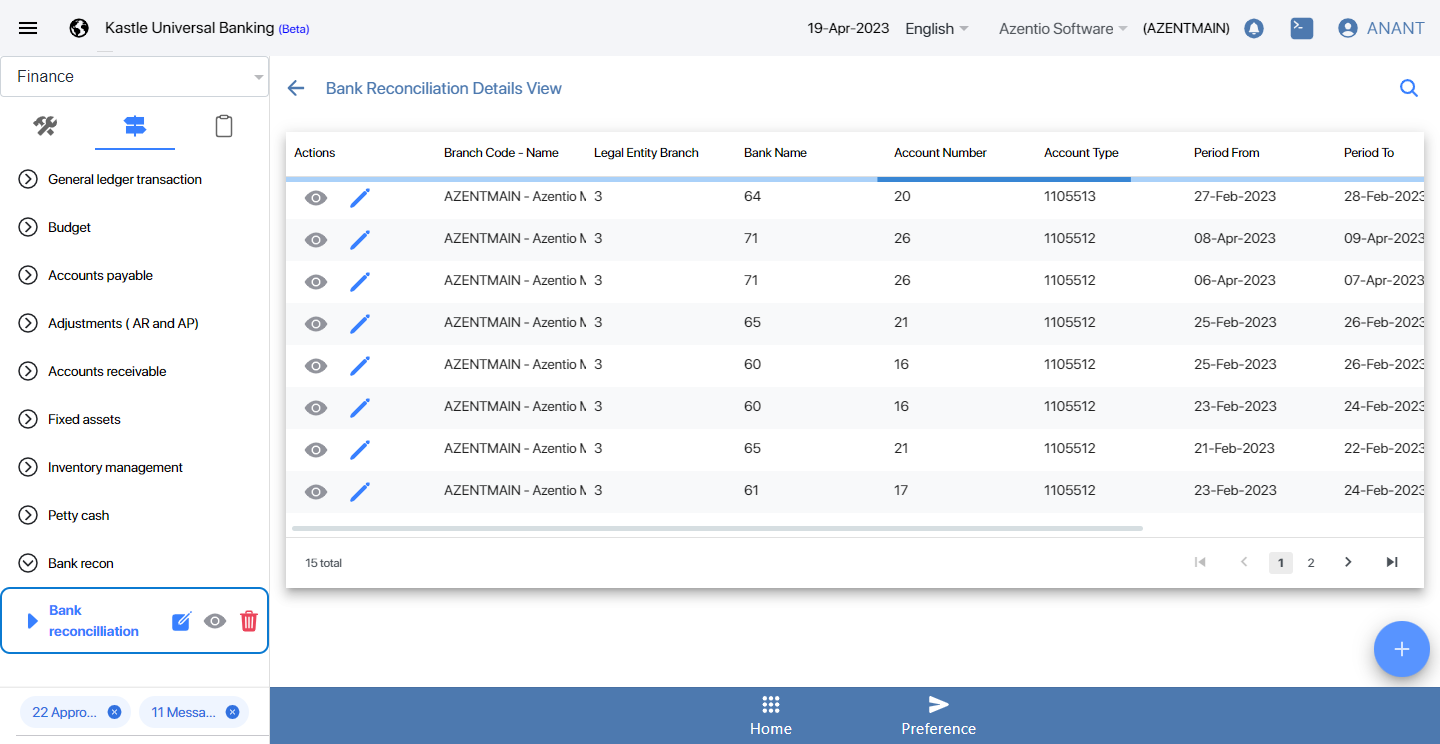 Kastle Universal Banking (Beta)
19-Apr-2023 English Azentio Software (AZENTMAIN) ANANT
Finance
General ledger transaction
Budget
Accounts payable
Adjustments ( AR and AP)
Accounts receivable
Fixed assets
Inventory management
Petty cash
Bank recon
Bank
reconcilliation
22 Appro...
11 Messa...
Bank Reconciliation Details View
Actions Branch Code - Name Legal Entity Branch Bank Name Account Number Account Type Period From Period To
AZENTMAIN - Azentio M 3 64 20 1105513 27-Feb-2023 28-Feb-2023
AZENTMAIN - Azentio M 3 71 26 1105512 08-Apr-2023 09-Apr-2023
AZENTMAIN - Azentio M 3 71 26 1105512 06-Apr-2023 07-Apr-2023
AZENTMAIN - Azentio M 3 65 21 1105512 25-Feb-2023 26-Feb-2023
AZENTMAIN - Azentio M 3 60 16 1105512 25-Feb-2023 26-Feb-2023
AZENTMAIN - Azentio M 3 60 16 1105512 23-Feb-2023 24-Feb-2023
AZENTMAIN - Azentio M 3 65 21 1105512 21-Feb-2023 22-Feb-2023
AZENTMAIN - Azentio M 3 61 17 1105512 23-Feb-2023 24-Feb-2023
15 total
1 2
Home
Preference